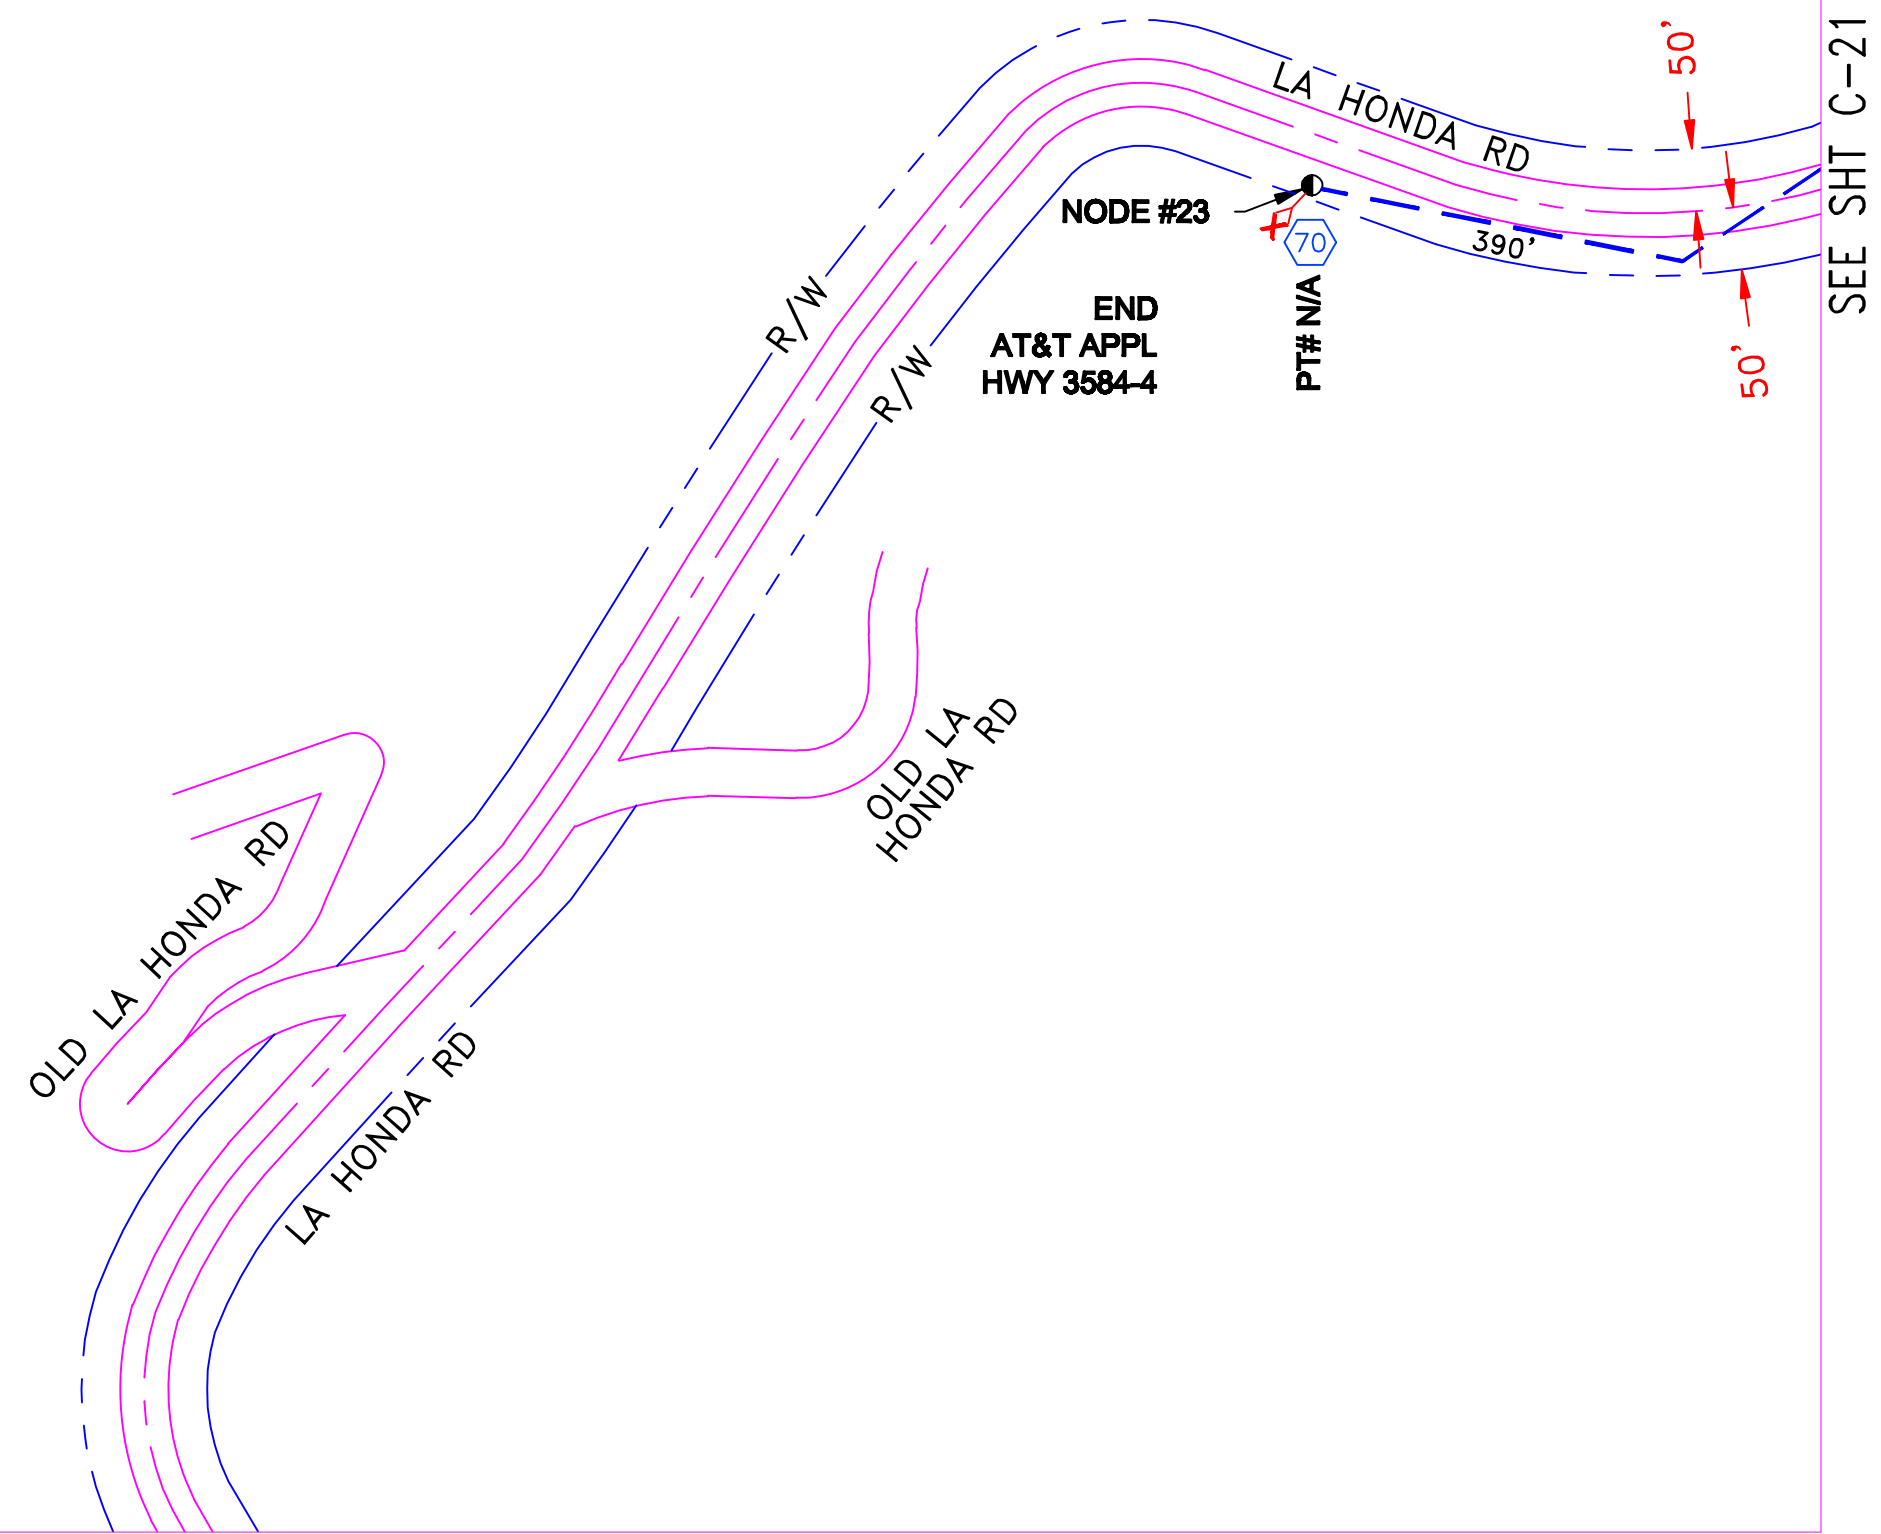 SEE SHT C-21
50'
LA HONDA RD
NODE #23
70
390'
R/W
END
AT&T APPL
HWY 3584-4
PT# N/A
50'
R/W
OLD LA
HONDA RD
OLD LA HONDA RD
LA HONDA RD